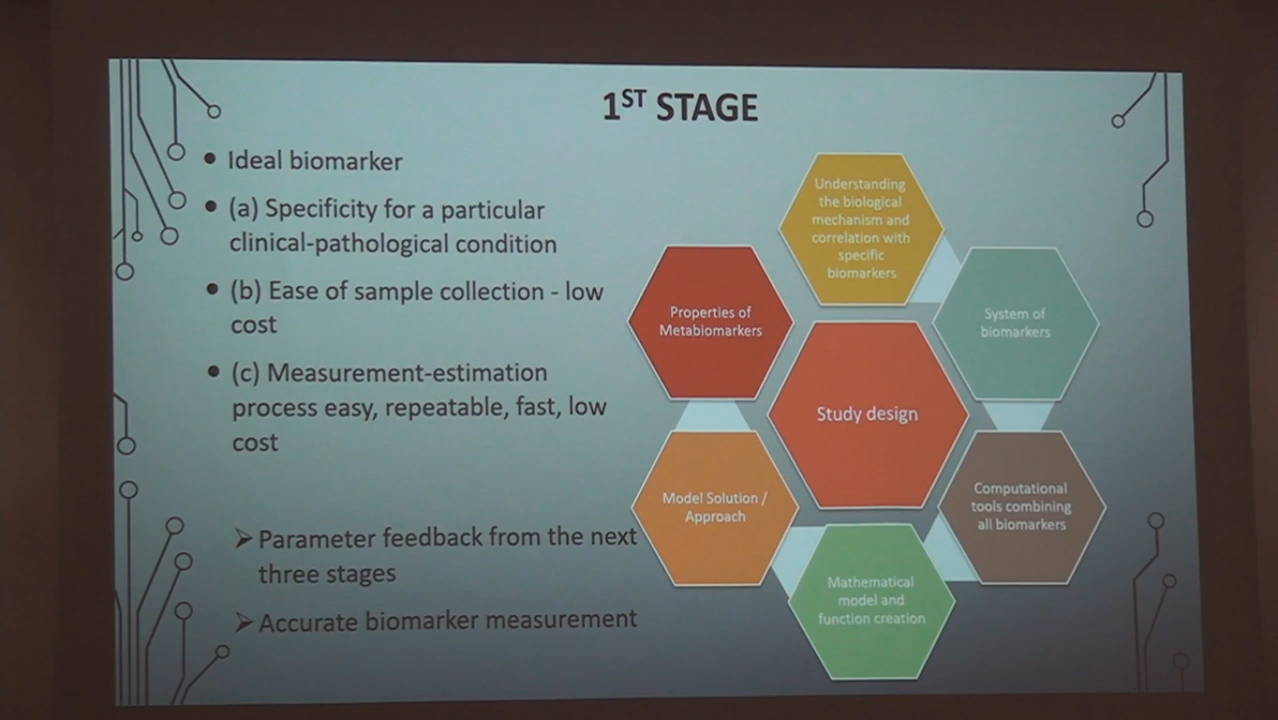 1ST STAGE
• Ideal biomarker
• (a) Specificity for a particular
clinical-pathological condition
• (b) Ease of sample collection - low
cost
• (c) Measurement-estimation
process easy, repeatable, fast, low
cost
➢ Parameter feedback from the next
three stages
➢ Accurate biomarker measurement
Understanding
the biological
mechanism and
correlation with
specific
biomarkers
System of
biomarkers
Computational
tools combining
all biomarkers
Mathematical
model and
function creation
Model Solution /
Approach
Properties of
Metabiomarkers
Study design